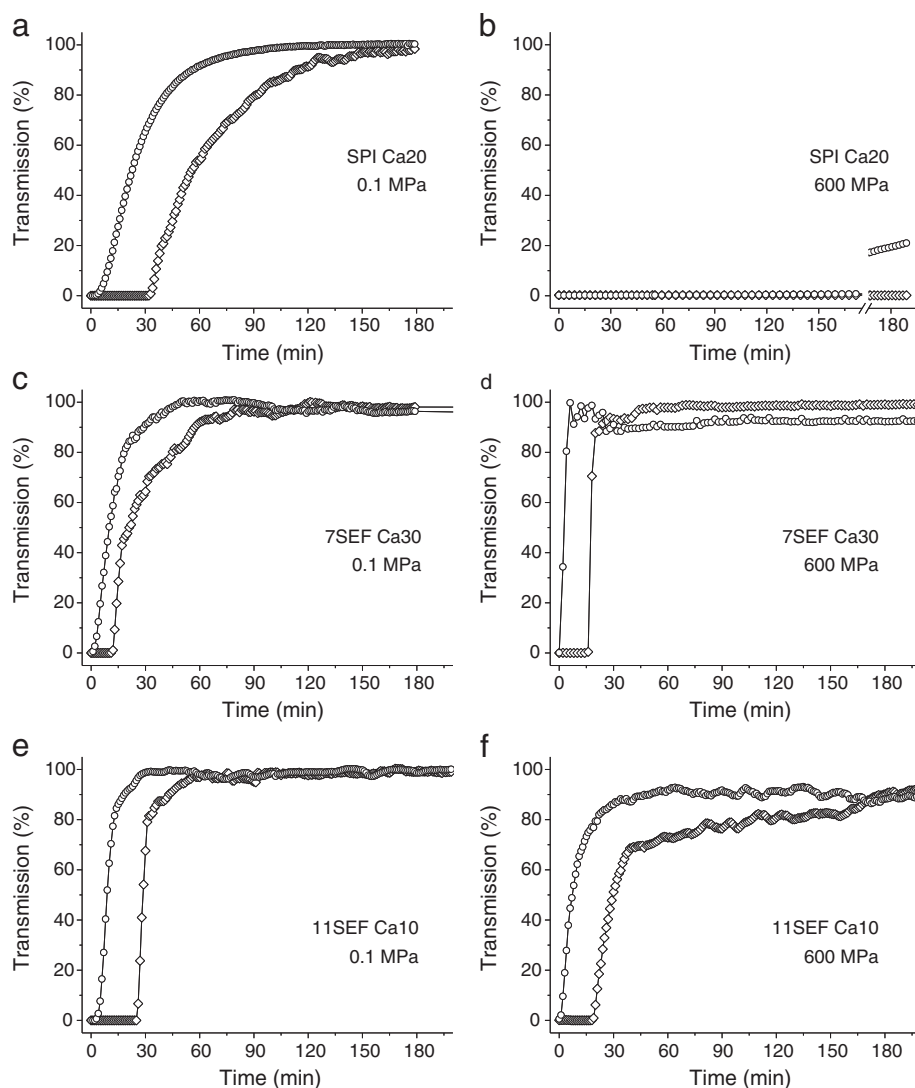 a
100
80
60
40
20
0
Transmission (%)
SPI Ca20
0.1 MPa
0 30 60 90 120 150 180
Time (min)
b
100
80
60
40
20
0
Transmission (%)
SPI Ca20
600 MPa
0 30 60 90 120 150 180
Time (min)
c
100
80
60
40
20
0
Transmission (%)
7SEF Ca30
0.1 MPa
0 30 60 90 120 150 180
Time (min)
d
100
80
60
40
20
0
Transmission (%)
7SEF Ca30
600 MPa
0 30 60 90 120 150 180
Time (min)
e
100
80
60
40
20
0
Transmission (%)
11SEF Ca10
0.1 MPa
0 30 60 90 120 150 180
Time (min)
f
100
80
60
40
20
0
Transmission (%)
11SEF Ca10
600 MPa
0 30 60 90 120 150 180
Time (min)